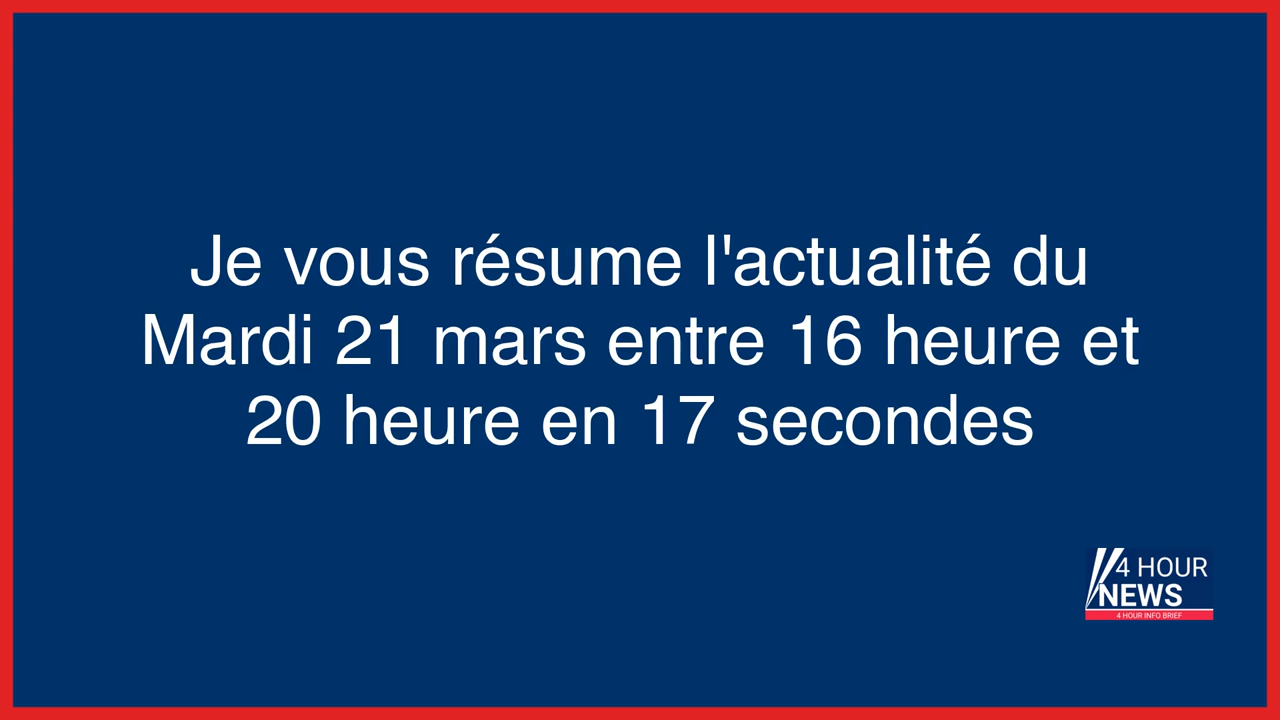 Je vous résume l'actualité du
Mardi 21 mars entre 16 heure et
20 heure en 17 secondes
4 HOUR
NEWS
4 HOUR INFO BRIEF